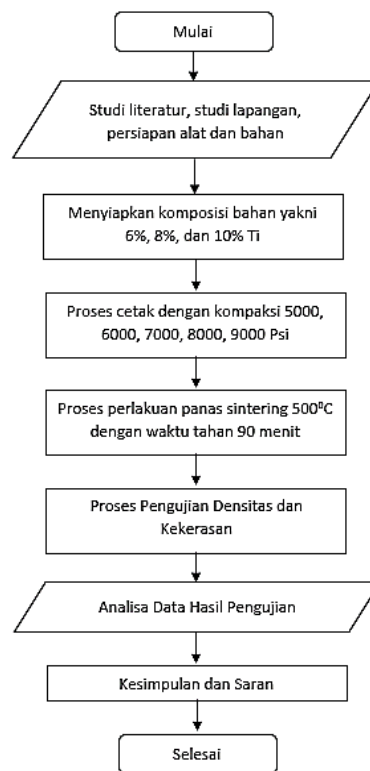 Mulai
Studi literatur, studi lapangan,
persiapan alat dan bahan
Menyiapkan komposisi bahan yakni
6%, 8%, dan 10% Ti
Proses cetak dengan kompaksi 5000,
6000, 7000, 8000, 9000 Psi
Proses perlakuan panas sintering 500⁰C
dengan waktu tahan 90 menit
Proses Pengujian Densitas dan
Kekerasan
Analisa Data Hasil Pengujian
Kesimpulan dan Saran
Selesai